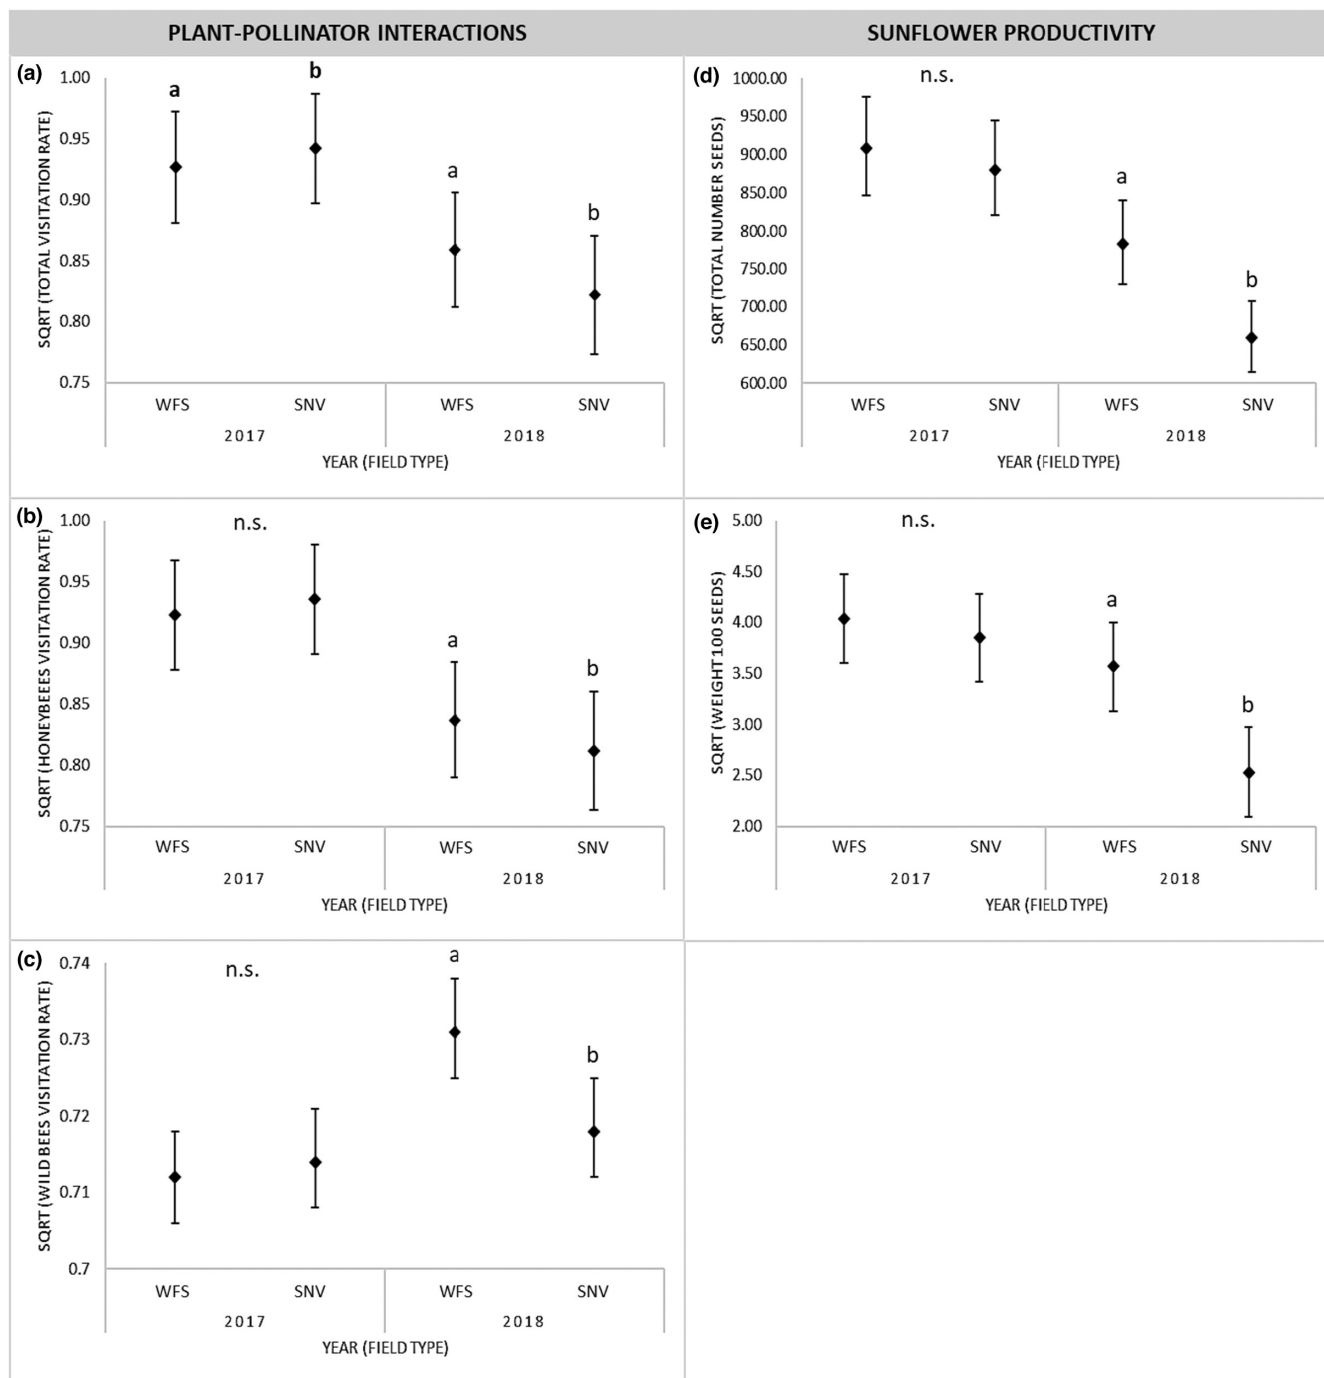 PLANT-POLLINATOR INTERACTIONS
SUNFLOWER PRODUCTIVITY
(a)
SQRT (TOTAL VISITATION RATE)
1.00
0.95
0.90
0.85
0.80
0.75
a
b
a
b
WFS SNV WFS SNV
2017 2018
YEAR (FIELD TYPE)
(d)
SQRT (TOTAL NUMBER SEEDS)
1000.00
950.00
900.00
850.00
800.00
750.00
700.00
650.00
600.00
n.s.
a
b
WFS SNV WFS SNV
2017 2018
YEAR (FIELD TYPE)
(b)
SQRT (HONEYBEEES VISITATION RATE)
1.00
0.95
0.90
0.85
0.80
0.75
n.s.
a
b
WFS SNV WFS SNV
2017 2018
YEAR (FIELD TYPE)
(e)
SQRT (WEIGHT 100 SEEDS)
5.00
4.50
4.00
3.50
3.00
2.50
2.00
n.s.
a
b
WFS SNV WFS SNV
2017 2018
YEAR (FIELD TYPE)
(c)
SQRT (WILD BEES VISITATION RATE)
0.74
0.73
0.72
0.71
0.7
n.s.
a
b
WFS SNV WFS SNV
2017 2018
YEAR (FIELD TYPE)